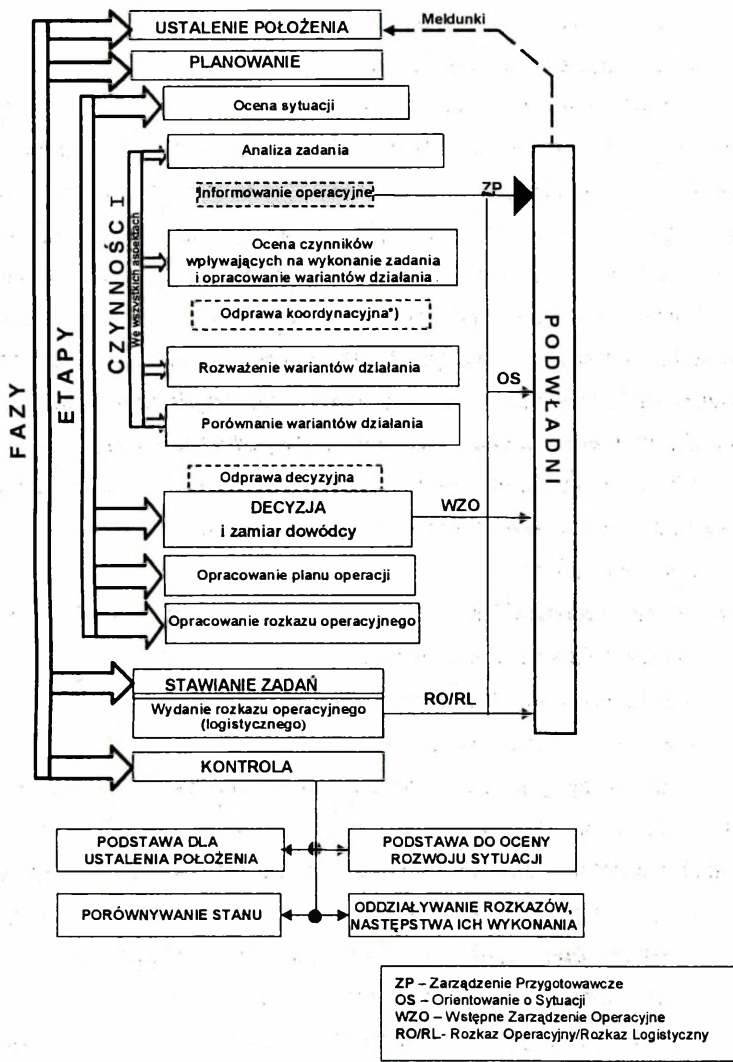 Meldunki
USTALENIE POŁOŻENIA
PLANOWANIE
Ocena sytuacji
Analiza zadania
*Informowanie operacyjne
ZP
Ocena czynników
wpływających na wykonanie zadania
i opracowanie wariantów działania
Odprawa koordynacyjna*)
Rozważenie wariantów działania
OS
Porównanie wariantów działania
Odprawa decyzyjna
DECYZJA
i zamiar dowódcy
WZO
Opracowanie planu operacji
Opracowanie rozkazu operacyjnego
STAWIANIE ZADAŃ
Wydanie rozkazu operacyjnego
(logistycznego)
RO/RL
KONTROLA
FAZY
ETAPY
CZYNNOŚCI
We wszystkich aspektach
PODWŁADNI
PODSTAWA DLA
USTALENIA POŁOŻENIA
PODSTAWA DO OCENY
ROZWOJU SYTUACJI
PORÓWNYWANIE STANU
ODDZIAŁYWANIE ROZKAZÓW,
NASTĘPSTWA ICH WYKONANIA
ZP – Zarządzenie Przygotowawcze
OS – Orientowanie o Sytuacji
WZO – Wstępne Zarządzenie Operacyjne
RO/RL- Rozkaz Operacyjny/Rozkaz Logistyczny